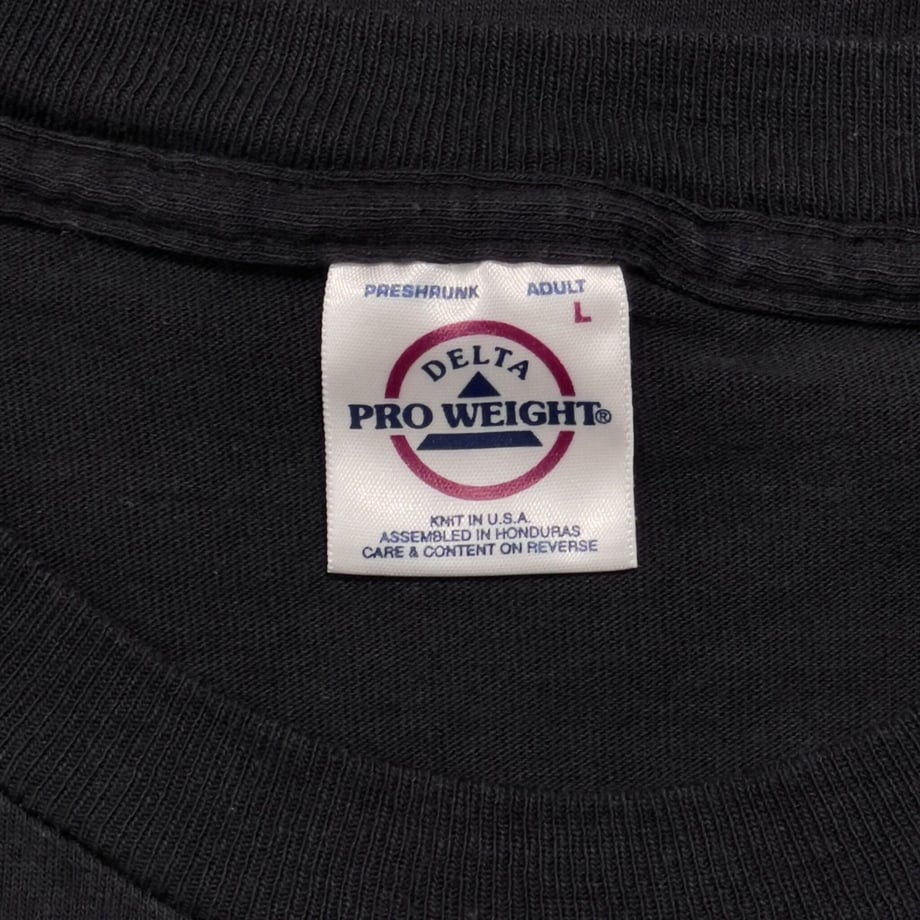 PRESHRUNK ADULT
L
DELTA
PRO WEIGHT®
KNIT IN U.S.A.
ASSEMBLED IN HONDURAS
CARE & CONTENT ON REVERSE